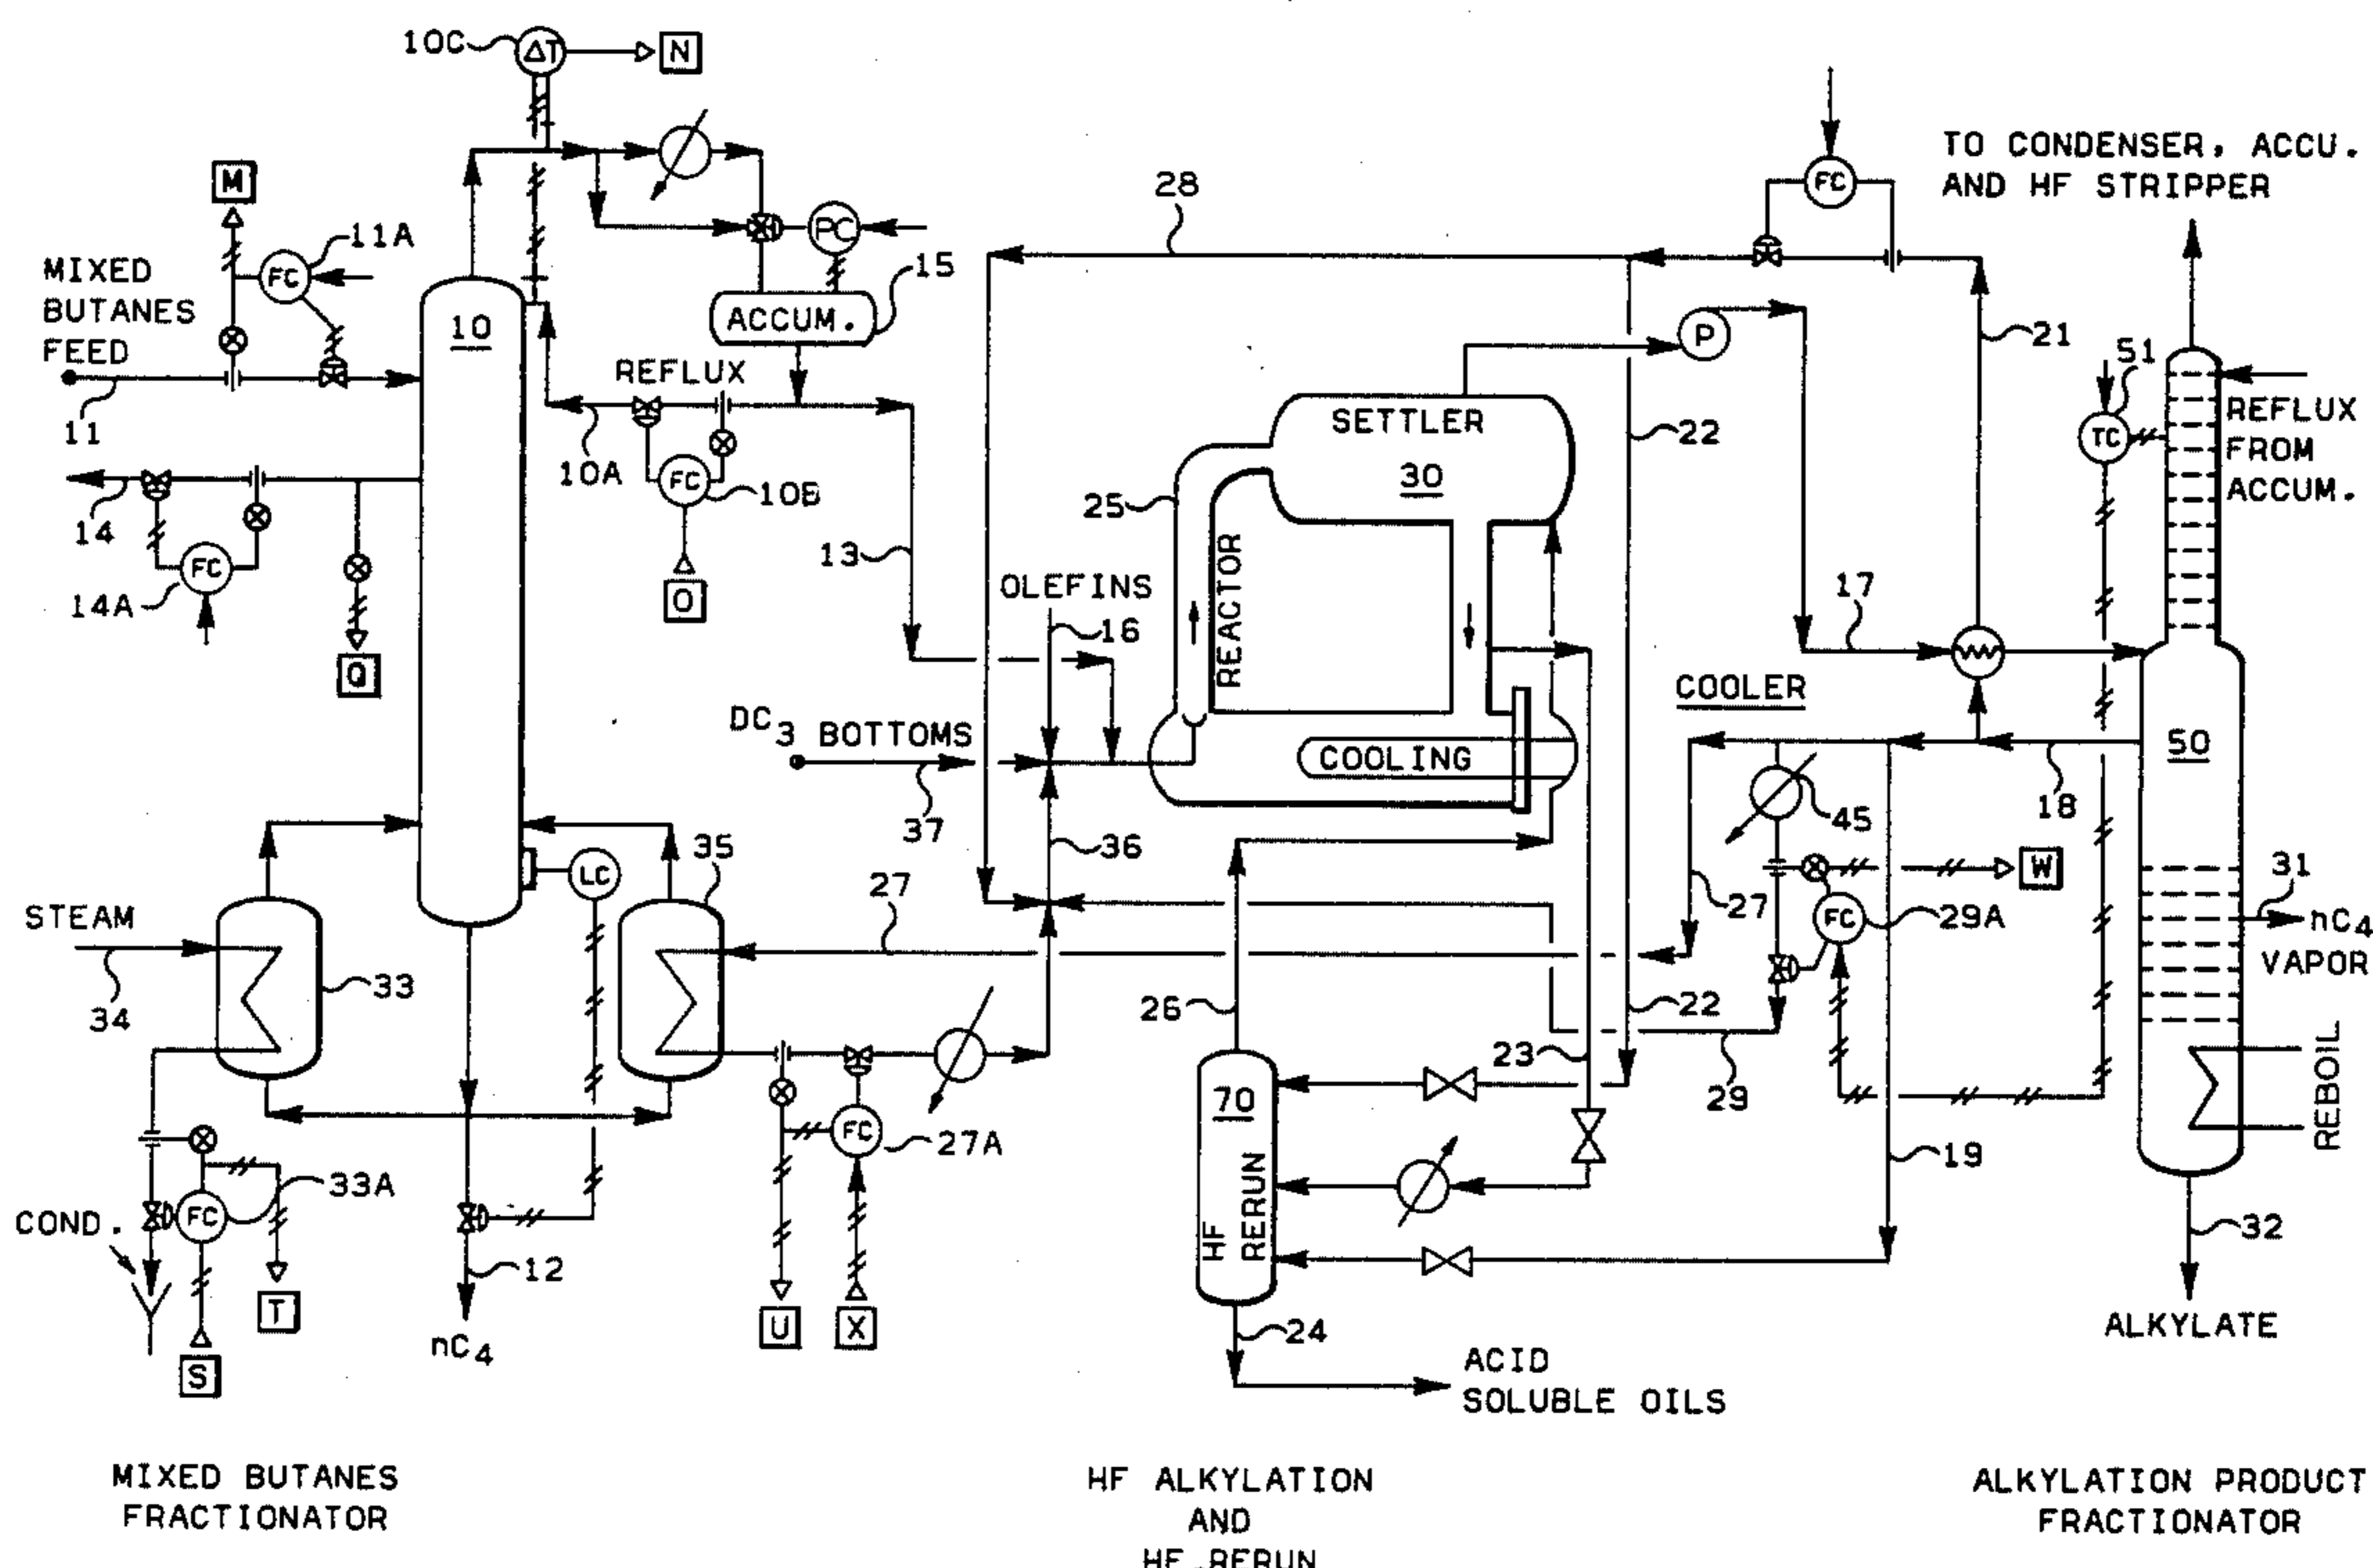 10C
ΔT
N
M
11A
FC
MIXED
BUTANES
FEED
11
10
PC
15
ACCUM.
REFLUX
10A
FC
10B
O
14
FC
14A
Q
13
28
FC
TO CONDENSER, ACCU.
AND HF STRIPPER
P
21
51
TC
REFLUX
FROM
ACCUM.
22
SETTLER
30
25
REACTOR
OLEFINS
16
17
DC3 BOTTOMS
37
COOLING
COOLER
50
18
45
36
35
LC
27
27
W
FC
29A
31
nC4
VAPOR
STEAM
34
33
26
22
23
29
REBOIL
70
HF
RERUN
19
FC
27A
33A
FC
COND.
T
S
12
nC4
U
X
24
ACID
SOLUBLE OILS
32
ALKYLATE
MIXED BUTANES
FRACTIONATOR
HF ALKYLATION
AND
HF RERUN
ALKYLATION PRODUCT
FRACTIONATOR